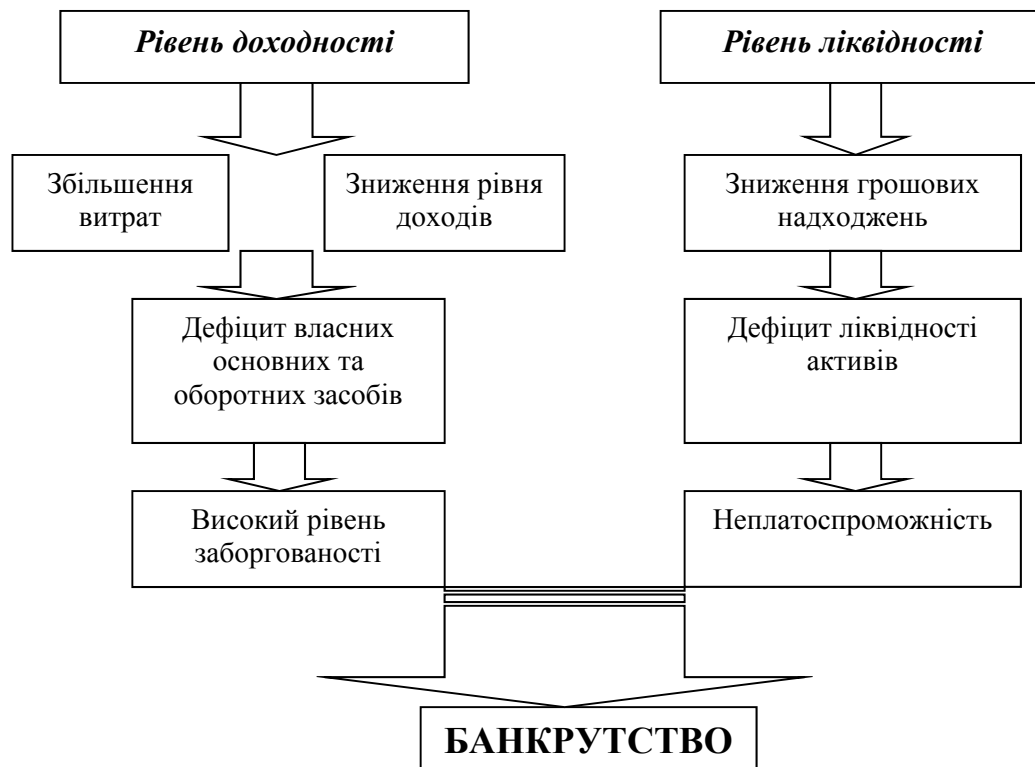 Рівень доходності
Рівень ліквідності
Збільшення
витрат
Зниження рівня
доходів
Зниження грошових
надходжень
Дефіцит власних
основних та
оборотних засобів
Дефіцит ліквідності
активів
Високий рівень
заборгованості
Неплатоспроможність
БАНКРУТСТВО